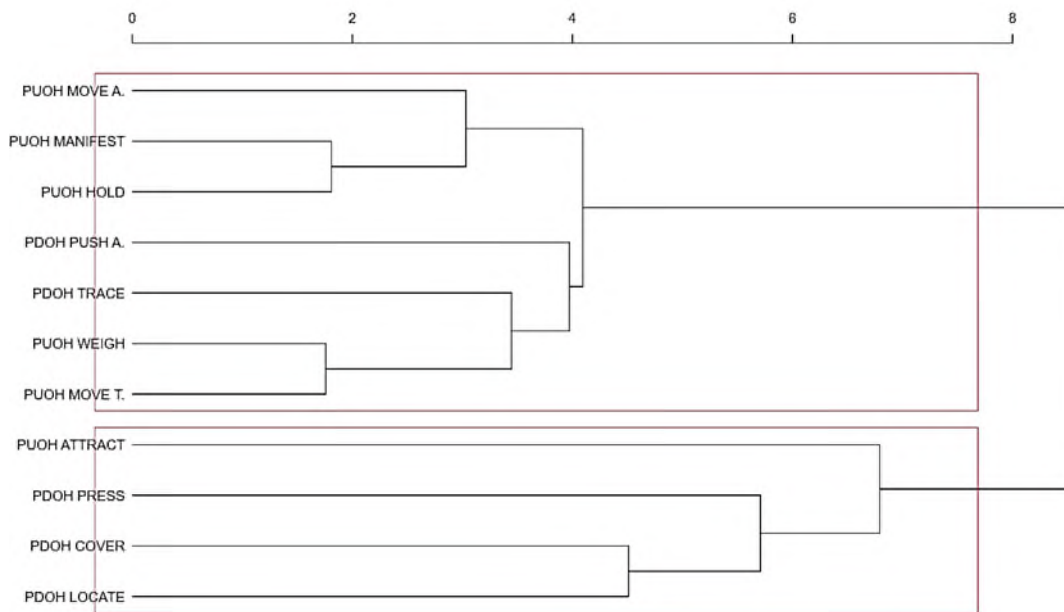 0 2 4 6 8
PUOH MOVE A.
PUOH MANIFEST
PUOH HOLD
PDOH PUSH A.
PDOH TRACE
PUOH WEIGH
PUOH MOVE T.
PUOH ATTRACT
PDOH PRESS
PDOH COVER
PDOH LOCATE